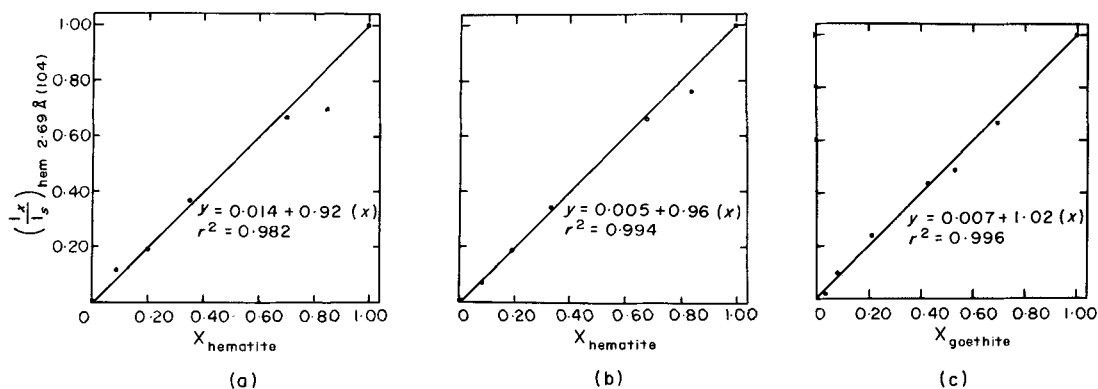 1·00
0·80
0·60
0·40
0·20
(Ix/Is) hem 2·69 Å (104)
y = 0·014 + 0·92 (x)
r² = 0·982
0 0·20 0·40 0·60 0·80 1·00
X hematite
(a)
y = 0·005 + 0·96 (x)
r² = 0·994
0 0·20 0·40 0·60 0·80 1·00
X hematite
(b)
y = 0·007 + 1·02 (x)
r² = 0·996
0 0·20 0·40 0·60 0·80 1·00
X goethite
(c)